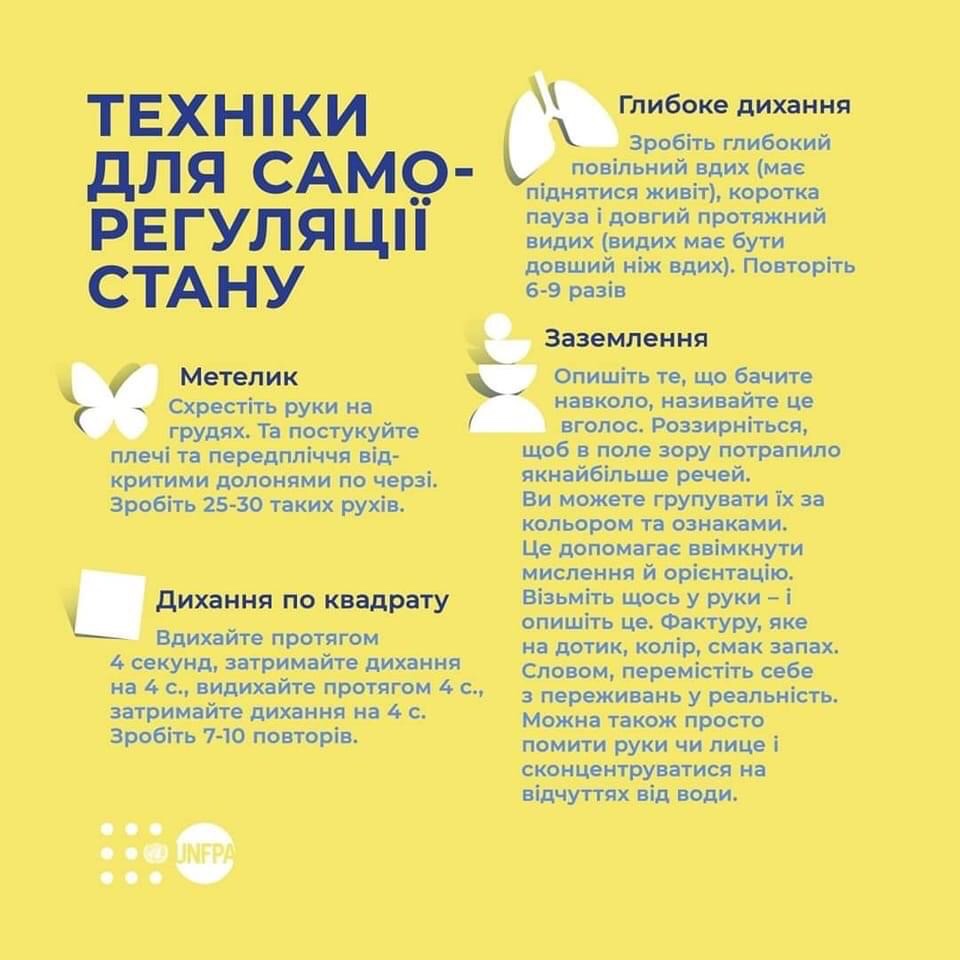 ТЕХНІКИ
ДЛЯ САМО-
РЕГУЛЯЦІЇ
СТАНУ
Метелик
Схрестіть руки на
грудях. Та постукуйте
плечі та передпліччя від-
критими долонями по черзі.
Зробіть 25-30 таких рухів.
Дихання по квадрату
Вдихайте протягом
4 секунд, затримайте дихання
на 4 с., видихайте протягом 4 с.,
затримайте дихання на 4 с.
Зробіть 7-10 повторів.
Глибоке дихання
Зробіть глибокий
повільний вдих (має
піднятися живіт), коротка
пауза і довгий протяжний
видих (видих має бути
довший ніж вдих). Повторіть
6-9 разів
Заземлення
Опишіть те, що бачите
навколо, називайте це
вголос. Роззирніться,
щоб в поле зору потрапило
якнайбільше речей.
Ви можете групувати їх за
кольором та ознаками.
Це допомагає ввімкнути
мислення й орієнтацію.
Візьміть щось у руки – і
опишіть це. Фактуру, яке
на дотик, колір, смак запах.
Словом, перемістіть себе
з переживань у реальність.
Можна також просто
помити руки чи лице і
сконцентруватися на
відчуттях від води.
UNFPA